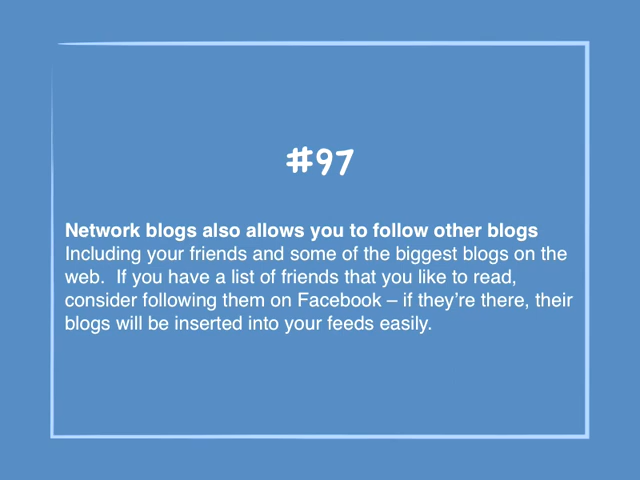 #97
Network blogs also allows you to follow other blogs
Including your friends and some of the biggest blogs on the
web.  If you have a list of friends that you like to read,
consider following them on Facebook – if they’re there, their
blogs will be inserted into your feeds easily.